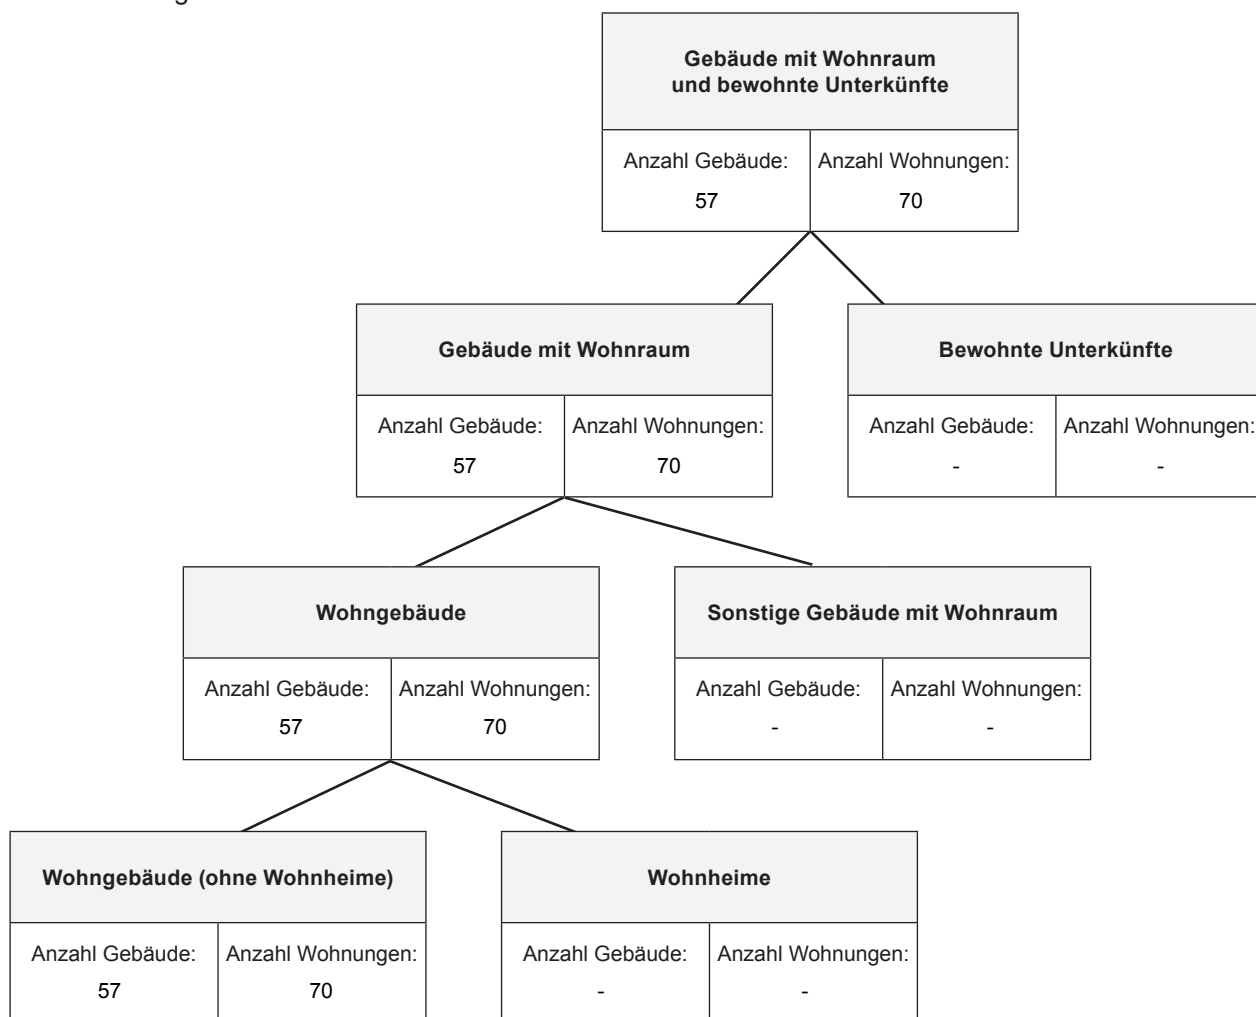 Gebäude mit Wohnraum
und bewohnte Unterkünfte
Anzahl Gebäude: Anzahl Wohnungen:
57 70
Gebäude mit Wohnraum Bewohnte Unterkünfte
Anzahl Gebäude: Anzahl Wohnungen: Anzahl Gebäude: Anzahl Wohnungen:
57 70 - -
Wohngebäude Sonstige Gebäude mit Wohnraum
Anzahl Gebäude: Anzahl Wohnungen: Anzahl Gebäude: Anzahl Wohnungen:
57 70 - -
Wohngebäude (ohne Wohnheime) Wohnheime
Anzahl Gebäude: Anzahl Wohnungen: Anzahl Gebäude: Anzahl Wohnungen:
57 70 - -